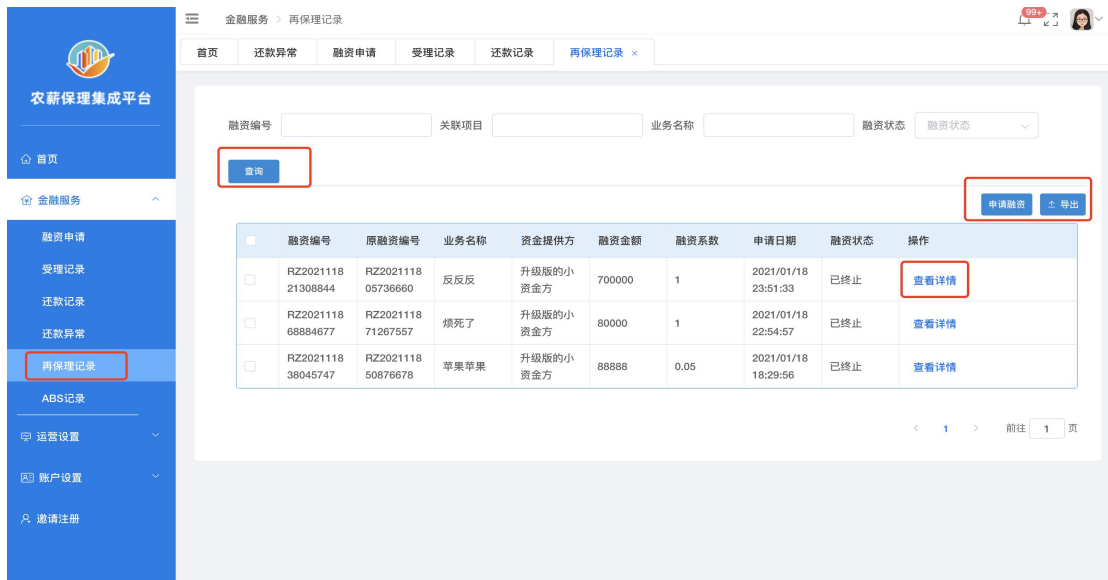 金融服务 > 再保理记录
99+
首页 还款异常 融资申请 受理记录 还款记录 再保理记录 ×
农薪保理集成平台
首页
金融服务
融资申请
受理记录
还款记录
还款异常
再保理记录
ABS记录
运营设置
账户设置
邀请注册
融资编号 关联项目 业务名称 融资状态 融资状态
查询
申请融资 导出
融资编号 原融资编号 业务名称 资金提供方 融资金额 融资系数 申请日期 融资状态 操作
RZ2021118 RZ2021118 反反反 升级版的小 700000 1 2021/01/18 已终止 查看详情
21308844 05736660 资金方 23:51:33
RZ2021118 RZ2021118 烦死了 升级版的小 80000 1 2021/01/18 已终止 查看详情
68884677 71267557 资金方 22:54:57
RZ2021118 RZ2021118 苹果苹果 升级版的小 88888 0.05 2021/01/18 已终止 查看详情
38045747 50876678 资金方 18:29:56
< 1 > 前往 1 页